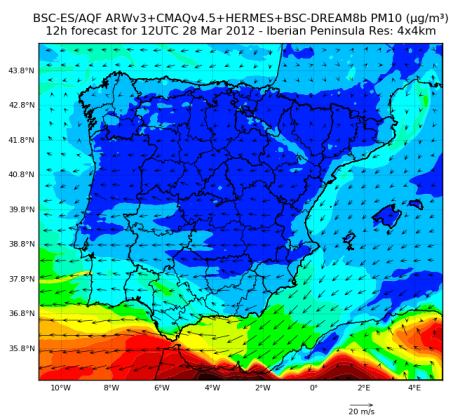 BSC-ES/AQF ARWv3+CMAQv4.5+HERMES+BSC-DREAM8b PM10 (μg/m³)
12h forecast for 12UTC 28 Mar 2012 - Iberian Peninsula Res: 4x4km
43.8°N
42.8°N
41.8°N
40.8°N
39.8°N
38.8°N
37.8°N
36.8°N
35.8°N
10°W 8°W 6°W 4°W 2°W 0° 2°E 4°E
20 m/s